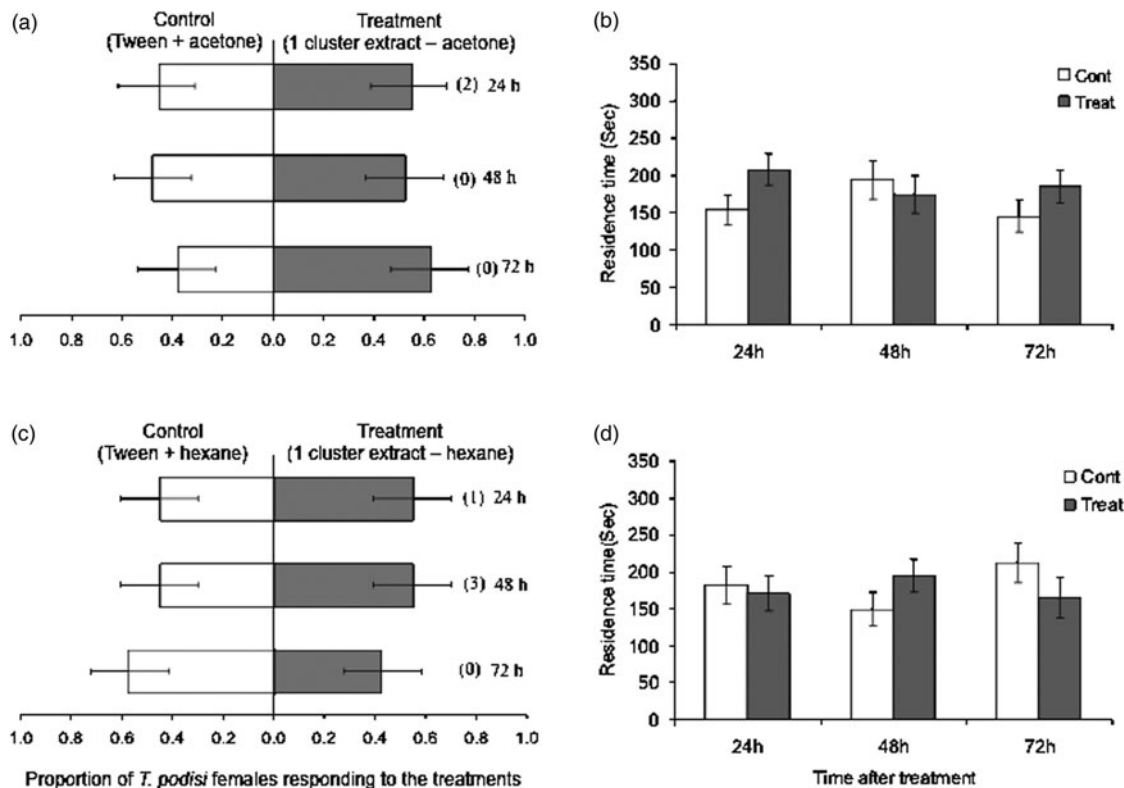 (a)
Control
(Tween + acetone)
Treatment
(1 cluster extract – acetone)
(2) 24 h
(0) 48 h
(0) 72 h
1.0 0.8 0.6 0.4 0.2 0.0 0.2 0.4 0.6 0.8 1.0
(b)
Cont
Treat
Residence time (Sec)
350
300
250
200
150
100
50
0
24h 48h 72h
(c)
Control
(Tween + hexane)
Treatment
(1 cluster extract – hexane)
(1) 24 h
(3) 48 h
(0) 72 h
1.0 0.8 0.6 0.4 0.2 0.0 0.2 0.4 0.6 0.8 1.0
Proportion of T. podisi females responding to the treatments
(d)
Cont
Treat
Residence time(Sec)
350
300
250
200
150
100
50
0
24h 48h 72h
Time after treatment